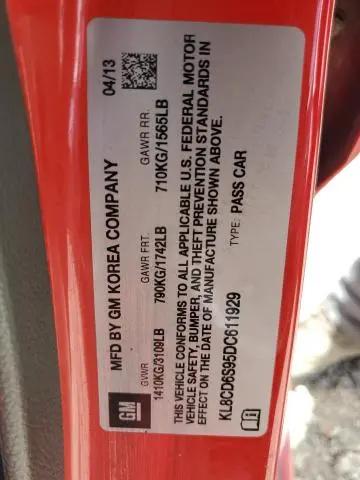 MFD BY GM KOREA COMPANY 04/13
GVWR GAWR FRT. GAWR RR.
1410KG/3109LB 790KG/1742LB 710KG/1565LB
THIS VEHICLE CONFORMS TO ALL APPLICABLE U.S. FEDERAL MOTOR
VEHICLE SAFETY, BUMPER, AND THEFT PREVENTION STANDARDS IN
EFFECT ON THE DATE OF MANUFACTURE SHOWN ABOVE.
KL8CD6S95DC611929 TYPE: PASS CAR
GM